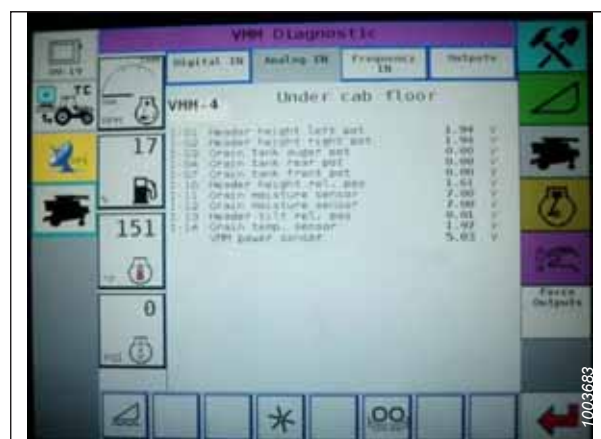 VMM Diagnostic
Digital IN
Analog IN
Frequency IN
Outputs
VMM-4
Under cab floor
Header height left pot 1.94 V
Header height right pot 1.94 V
Grain tank auger pot 0.00 V
Grain tank rear pot 0.00 V
Grain tank front pot 0.00 V
Header height rel. pos 1.61 V
Grain moisture sensor 7.00 V
Grain moisture sensor 7.00 V
Header tilt rel. pos 0.01 V
Grain temp. sensor 1.97 V
VMM power sensor 5.03 V
TC
17
151
0
Force
Outputs
1003683